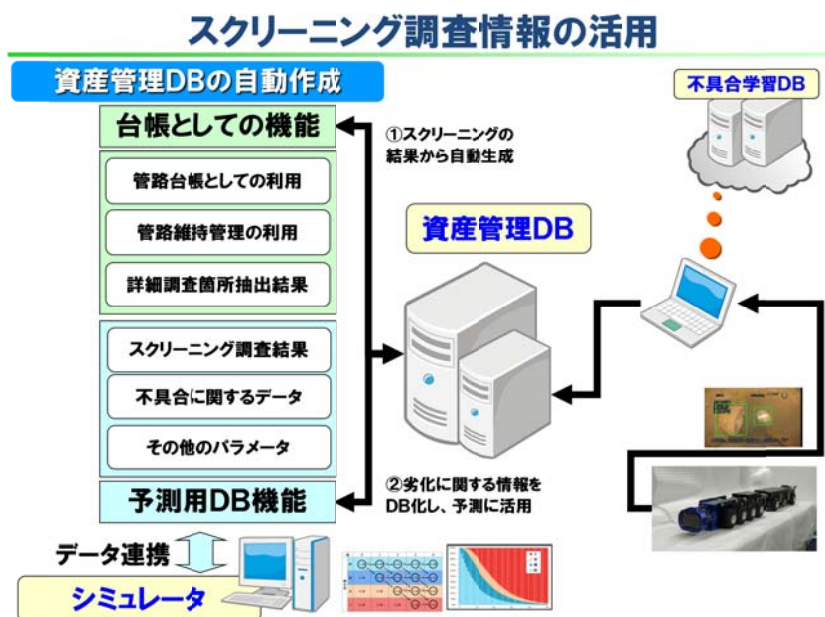 スクリーニング調査情報の活用
資産管理DBの自動作成
台帳としての機能
管路台帳としての利用
管路維持管理の利用
詳細調査箇所抽出結果
スクリーニング調査結果
不具合に関するデータ
その他のパラメータ
予測用DB機能
データ連携
シミュレータ
①スクリーニングの
結果から自動生成
資産管理DB
②劣化に関する情報を
DB化し、予測に活用
不具合学習DB